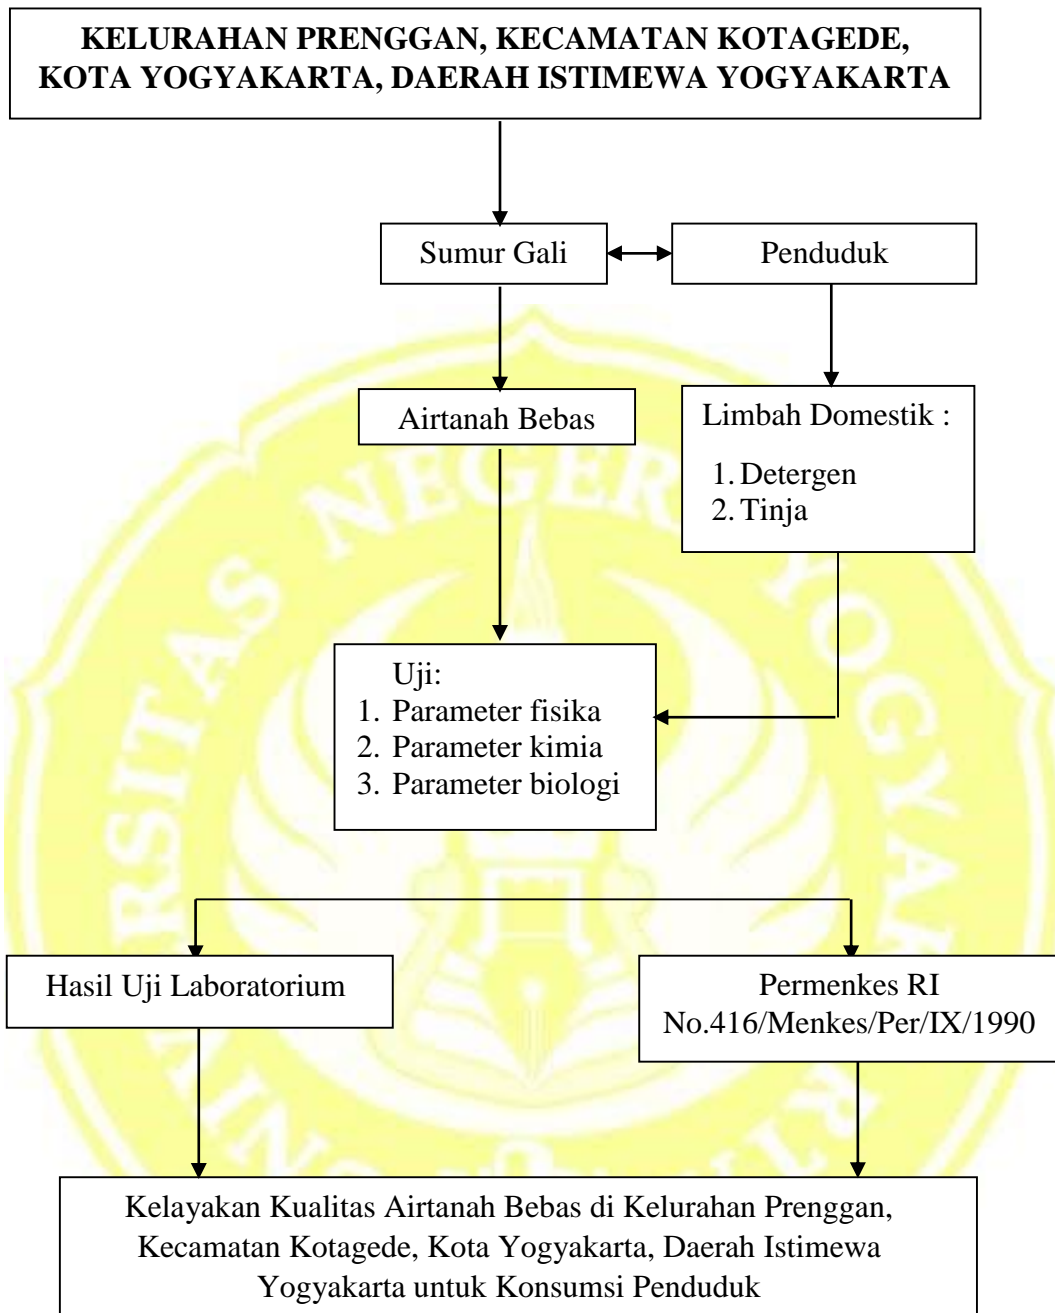 KELURAHAN PRENGGAN, KECAMATAN KOTAGEDE,
KOTA YOGYAKARTA, DAERAH ISTIMEWA YOGYAKARTA
Sumur Gali
Penduduk
Airtanah Bebas
Limbah Domestik :
1. Detergen
2. Tinja
Uji:
1. Parameter fisika
2. Parameter kimia
3. Parameter biologi
Hasil Uji Laboratorium
Permenkes RI
No.416/Menkes/Per/IX/1990
Kelayakan Kualitas Airtanah Bebas di Kelurahan Prenggan,
Kecamatan Kotagede, Kota Yogyakarta, Daerah Istimewa
Yogyakarta untuk Konsumsi Penduduk